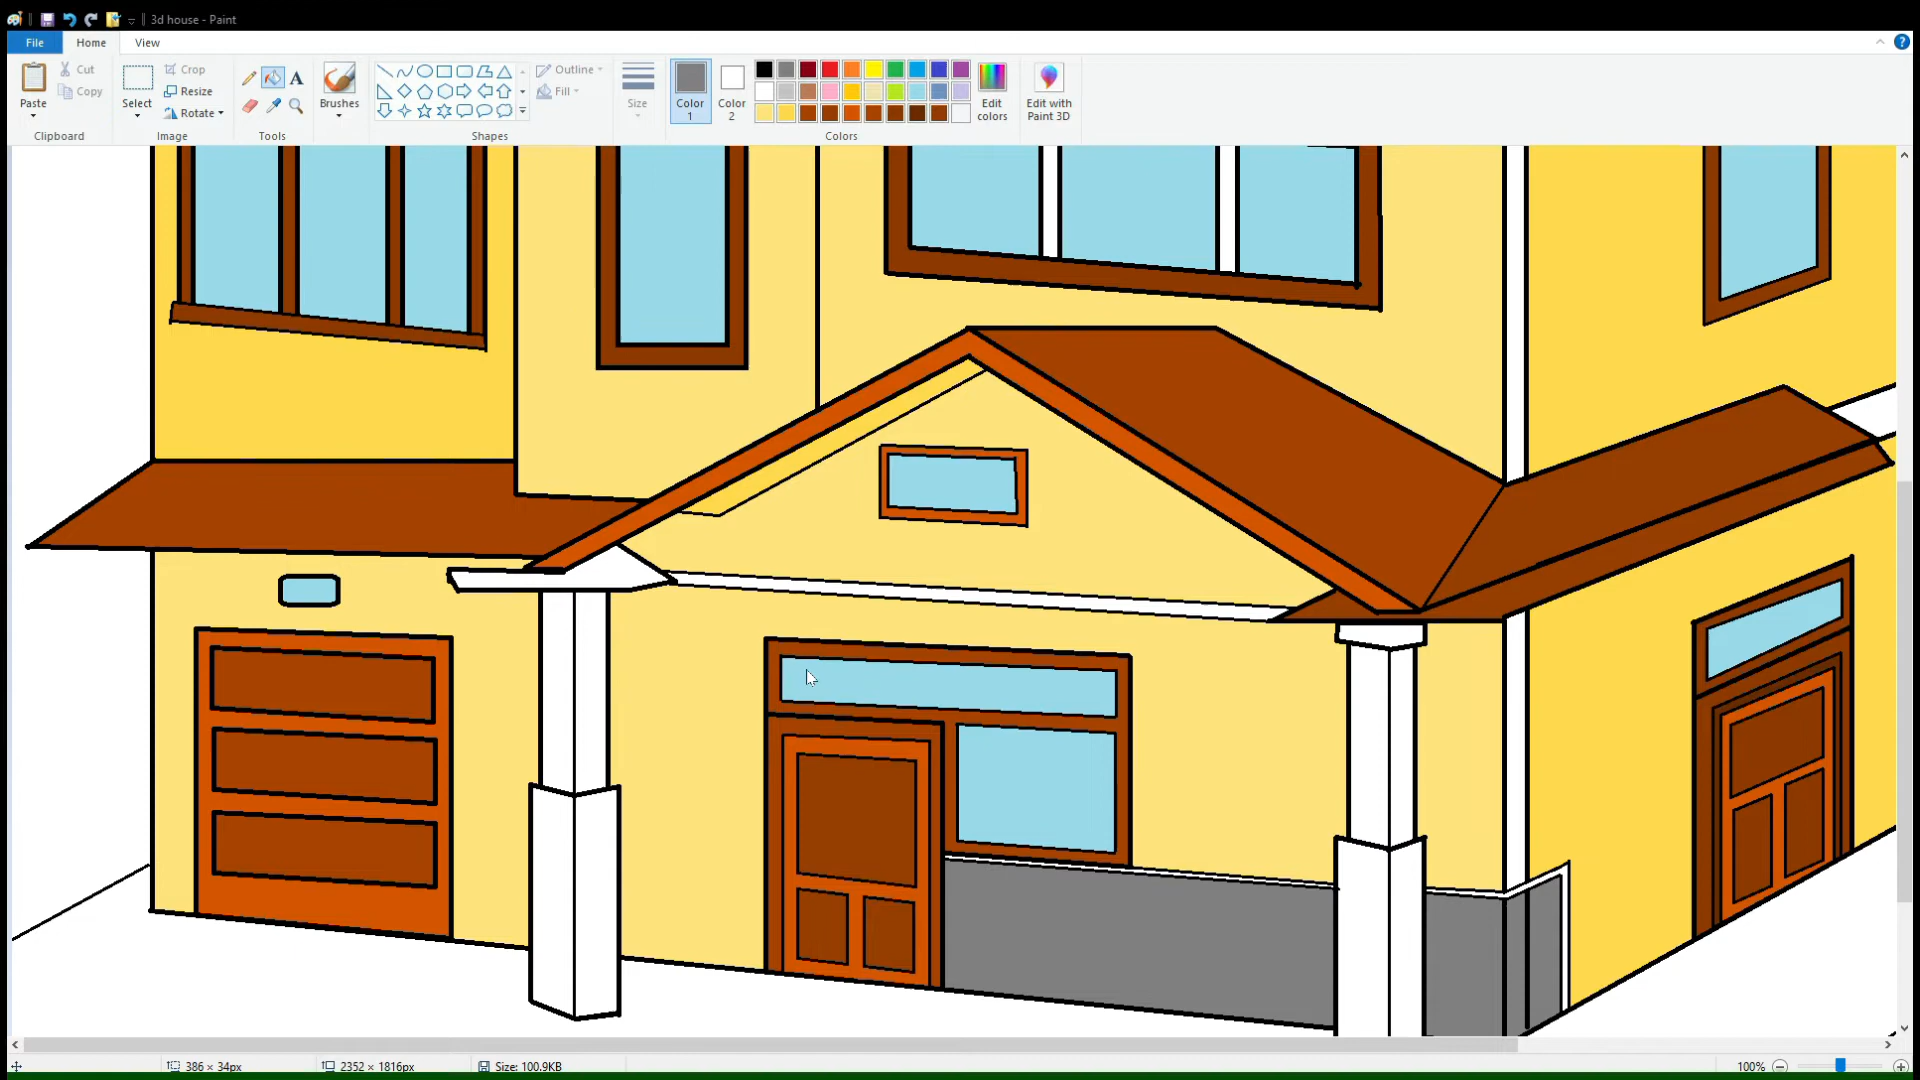 3d house - Paint
File Home View
Paste
Cut
Copy
Clipboard
Select
Crop
Resize
Rotate
Image
A
Tools
Brushes
Shapes
Outline
Fill
Size
Color 1
Color 2
Colors
Edit colors
Edit with Paint 3D
?
386 × 34px
2352 × 1816px
Size: 100.9KB
100%